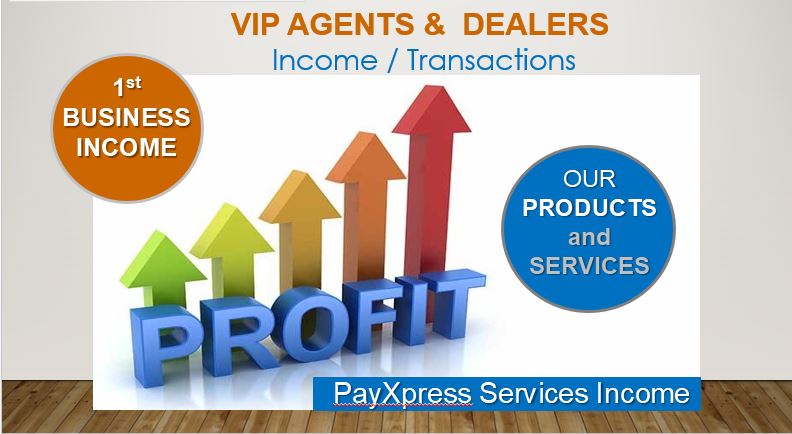 VIP AGENTS & DEALERS
Income / Transactions
1st
BUSINESS
INCOME
OUR
PRODUCTS
and
SERVICES
PROFIT
PayXpress Services Income